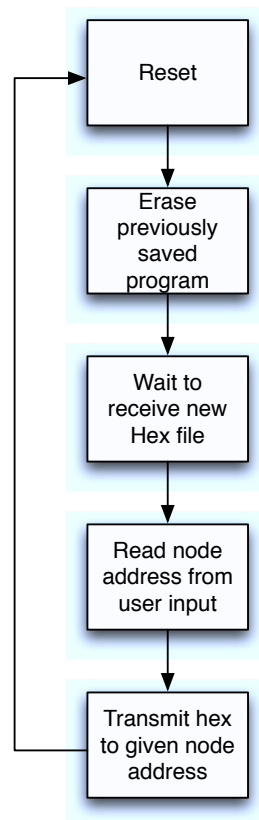 Reset
Erase
previously
saved
program
Wait to
receive new
Hex file
Read node
address from
user input
Transmit hex
to given node
address